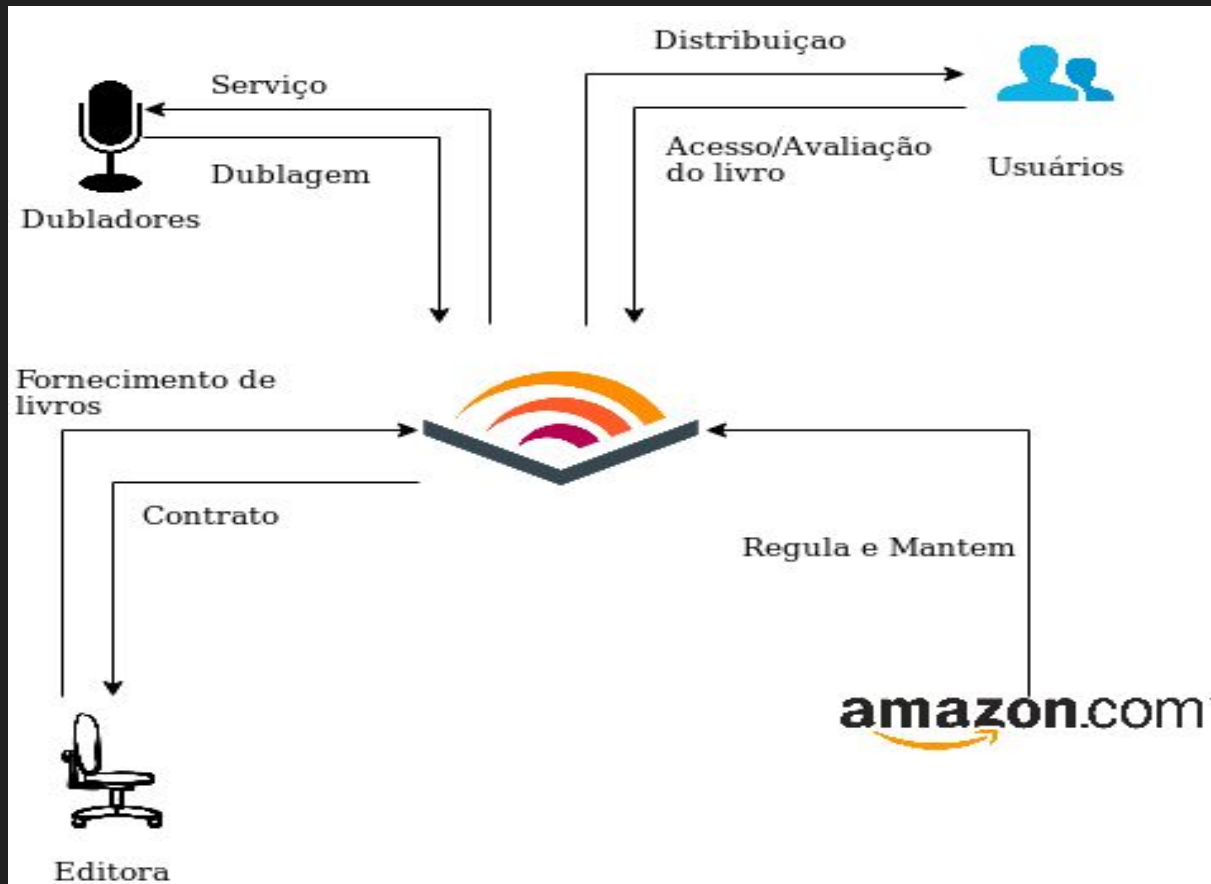 Distribuiçao
Serviço
Acesso/Avaliação
do livro
Usuários
Dublagem
Dubladores
Fornecimento de
livros
Contrato
Regula e Mantem
amazon.com
Editora